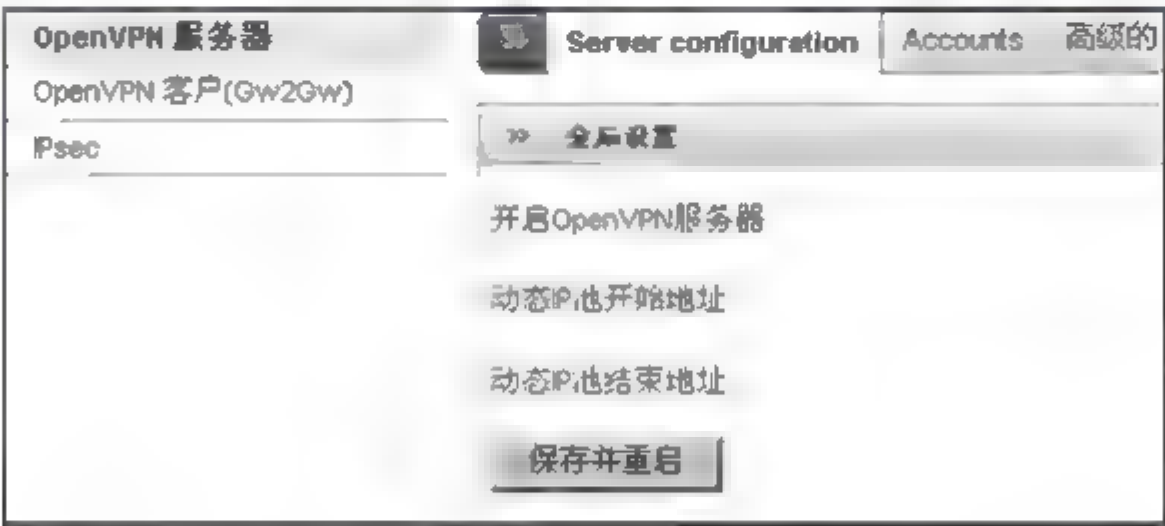 OpenVPN 服务器
OpenVPN 客户(Gw2Gw)
IPsec
Server configuration Accounts 高级的
>> 全局设置
开启OpenVPN服务器
动态IP池开始地址
动态IP池结束地址
保存并重启